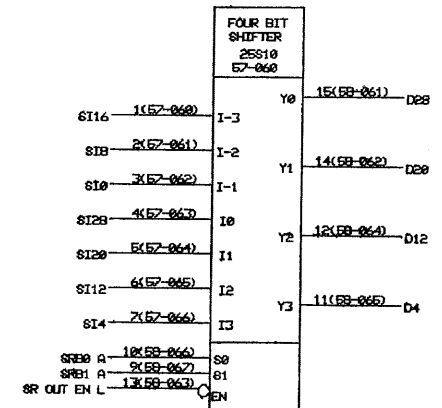 FOUR BIT
SHIFTER
25S10
57-060
Y0 15(58-061) D28
SI16 1(57-060) I-3
SI8 2(57-061) I-2
Y1 14(58-062) D20
SI0 3(57-062) I-1
SI28 4(57-063) I0
Y2 12(58-064) D12
SI20 5(57-064) I1
SI12 6(57-065) I2
Y3 11(58-065) D4
SI4 7(57-066) I3
SRB0 A 10(58-066) S0
SRB1 A 9(58-067) S1
SR OUT EN L 13(58-063) EN